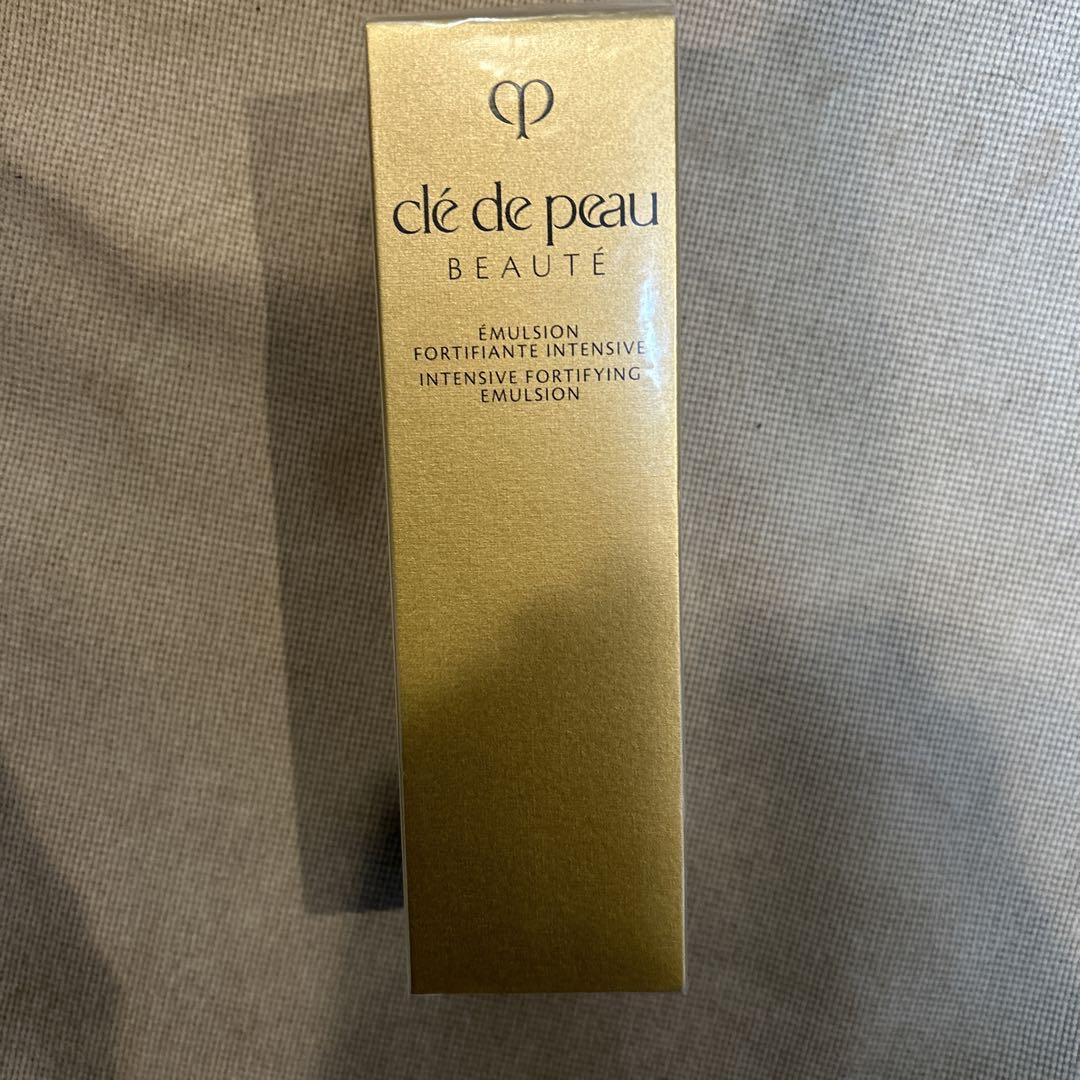 clé de peau
BEAUTÉ
ÉMULSION
FORTIFIANTE INTENSIVE
INTENSIVE FORTIFYING
EMULSION